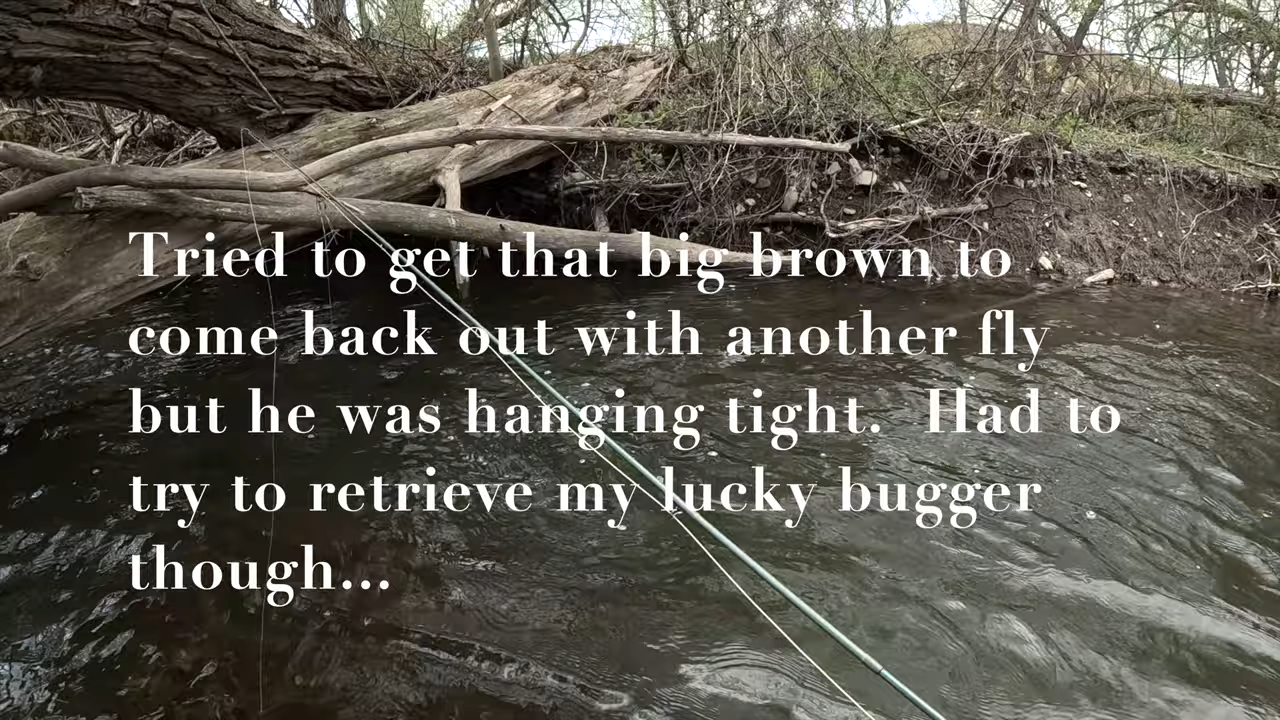 Tried to get that big brown to
come back out with another fly
but he was hanging tight.  Had to
try to retrieve my lucky bugger
though...